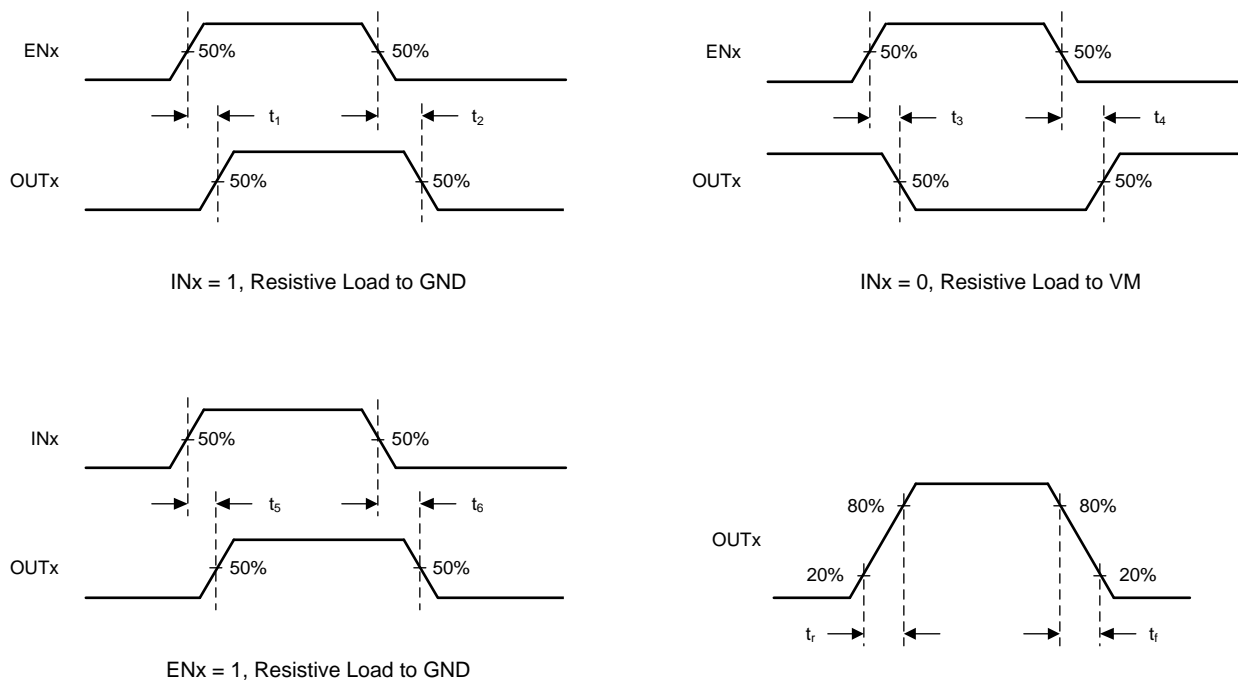 ENx
50%
50%
t1
t2
OUTx
50%
50%
INx = 1, Resistive Load to GND
ENx
50%
50%
t3
t4
OUTx
50%
50%
INx = 0, Resistive Load to VM
INx
50%
50%
t5
t6
OUTx
50%
50%
ENx = 1, Resistive Load to GND
80%
80%
OUTx
20%
20%
tr
tf